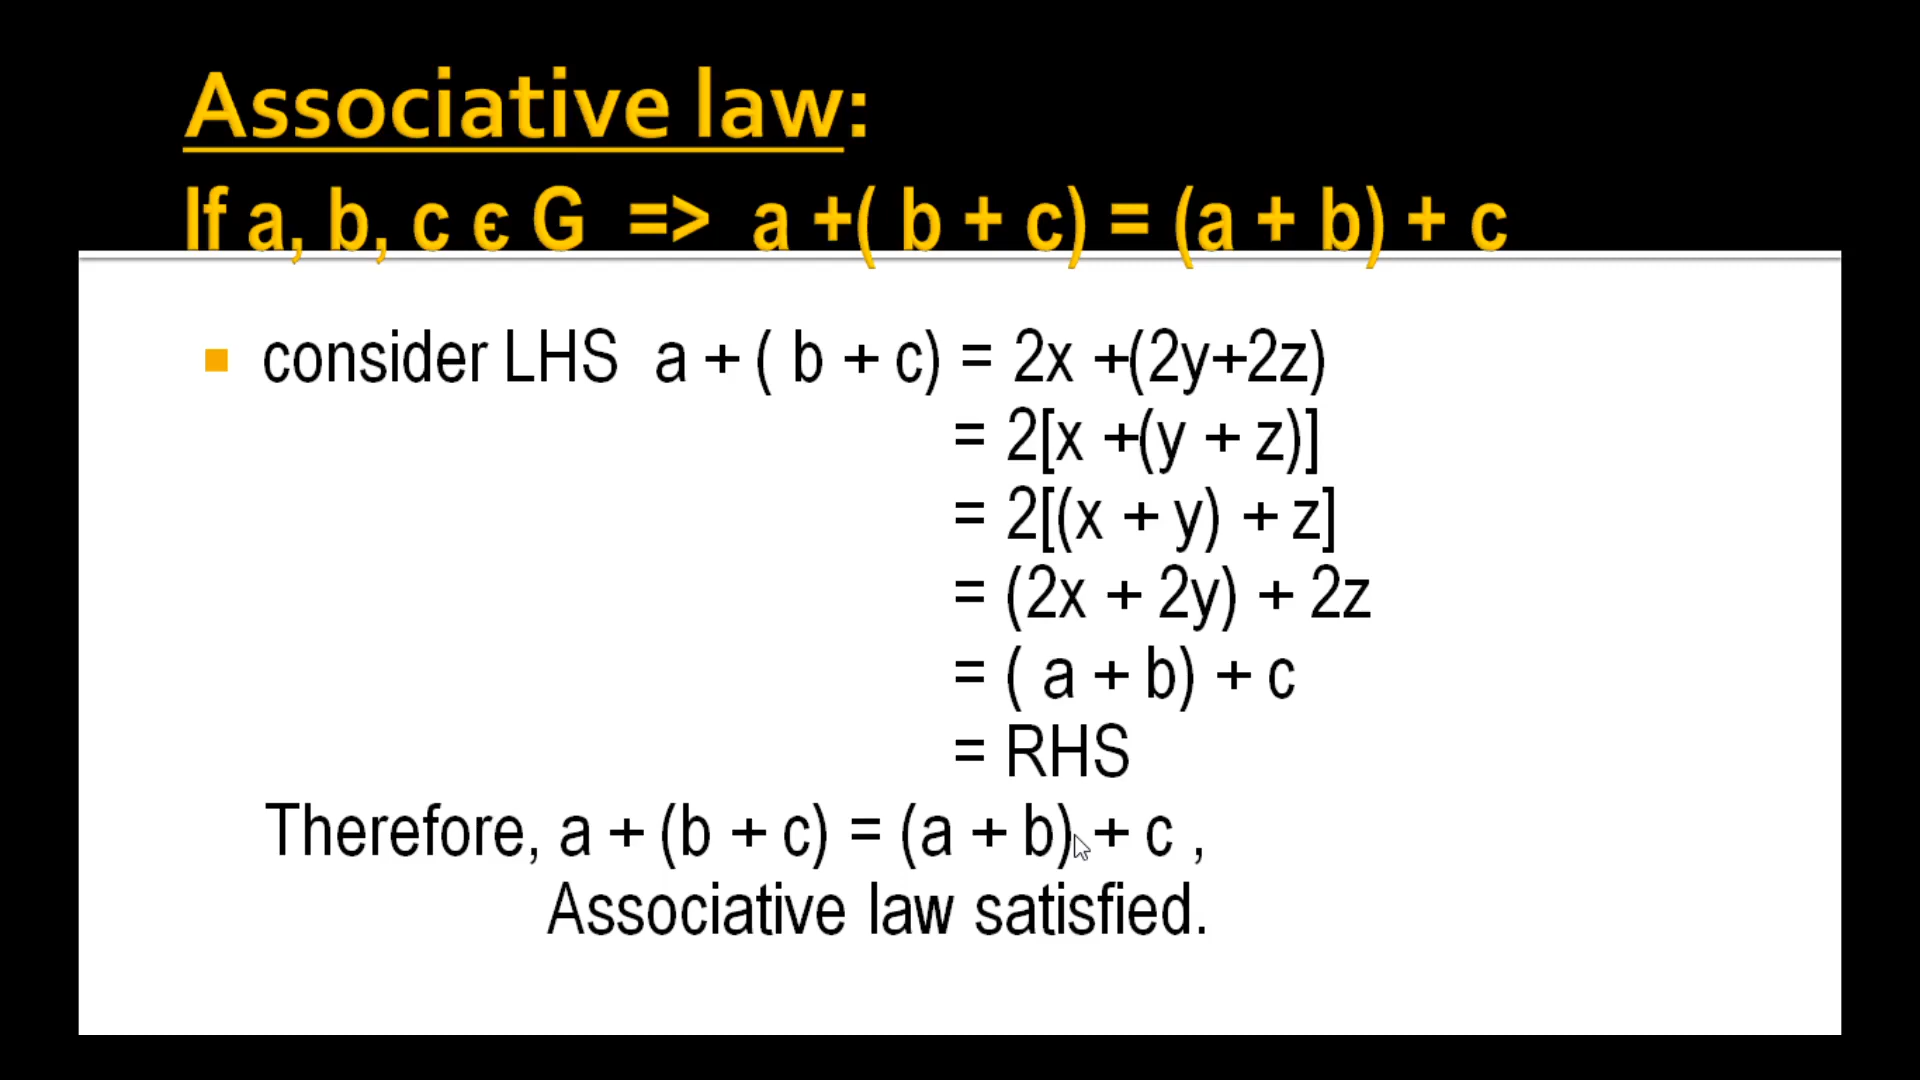 Associative law:
If a, b, c є G => a +( b + c) = (a + b) + c
consider LHS a + ( b + c) = 2x +(2y+2z)
= 2[x +(y + z)]
= 2[(x + y) + z]
= (2x + 2y) + 2z
= ( a + b) + c
= RHS
Therefore, a + (b + c) = (a + b) + c ,
Associative law satisfied.